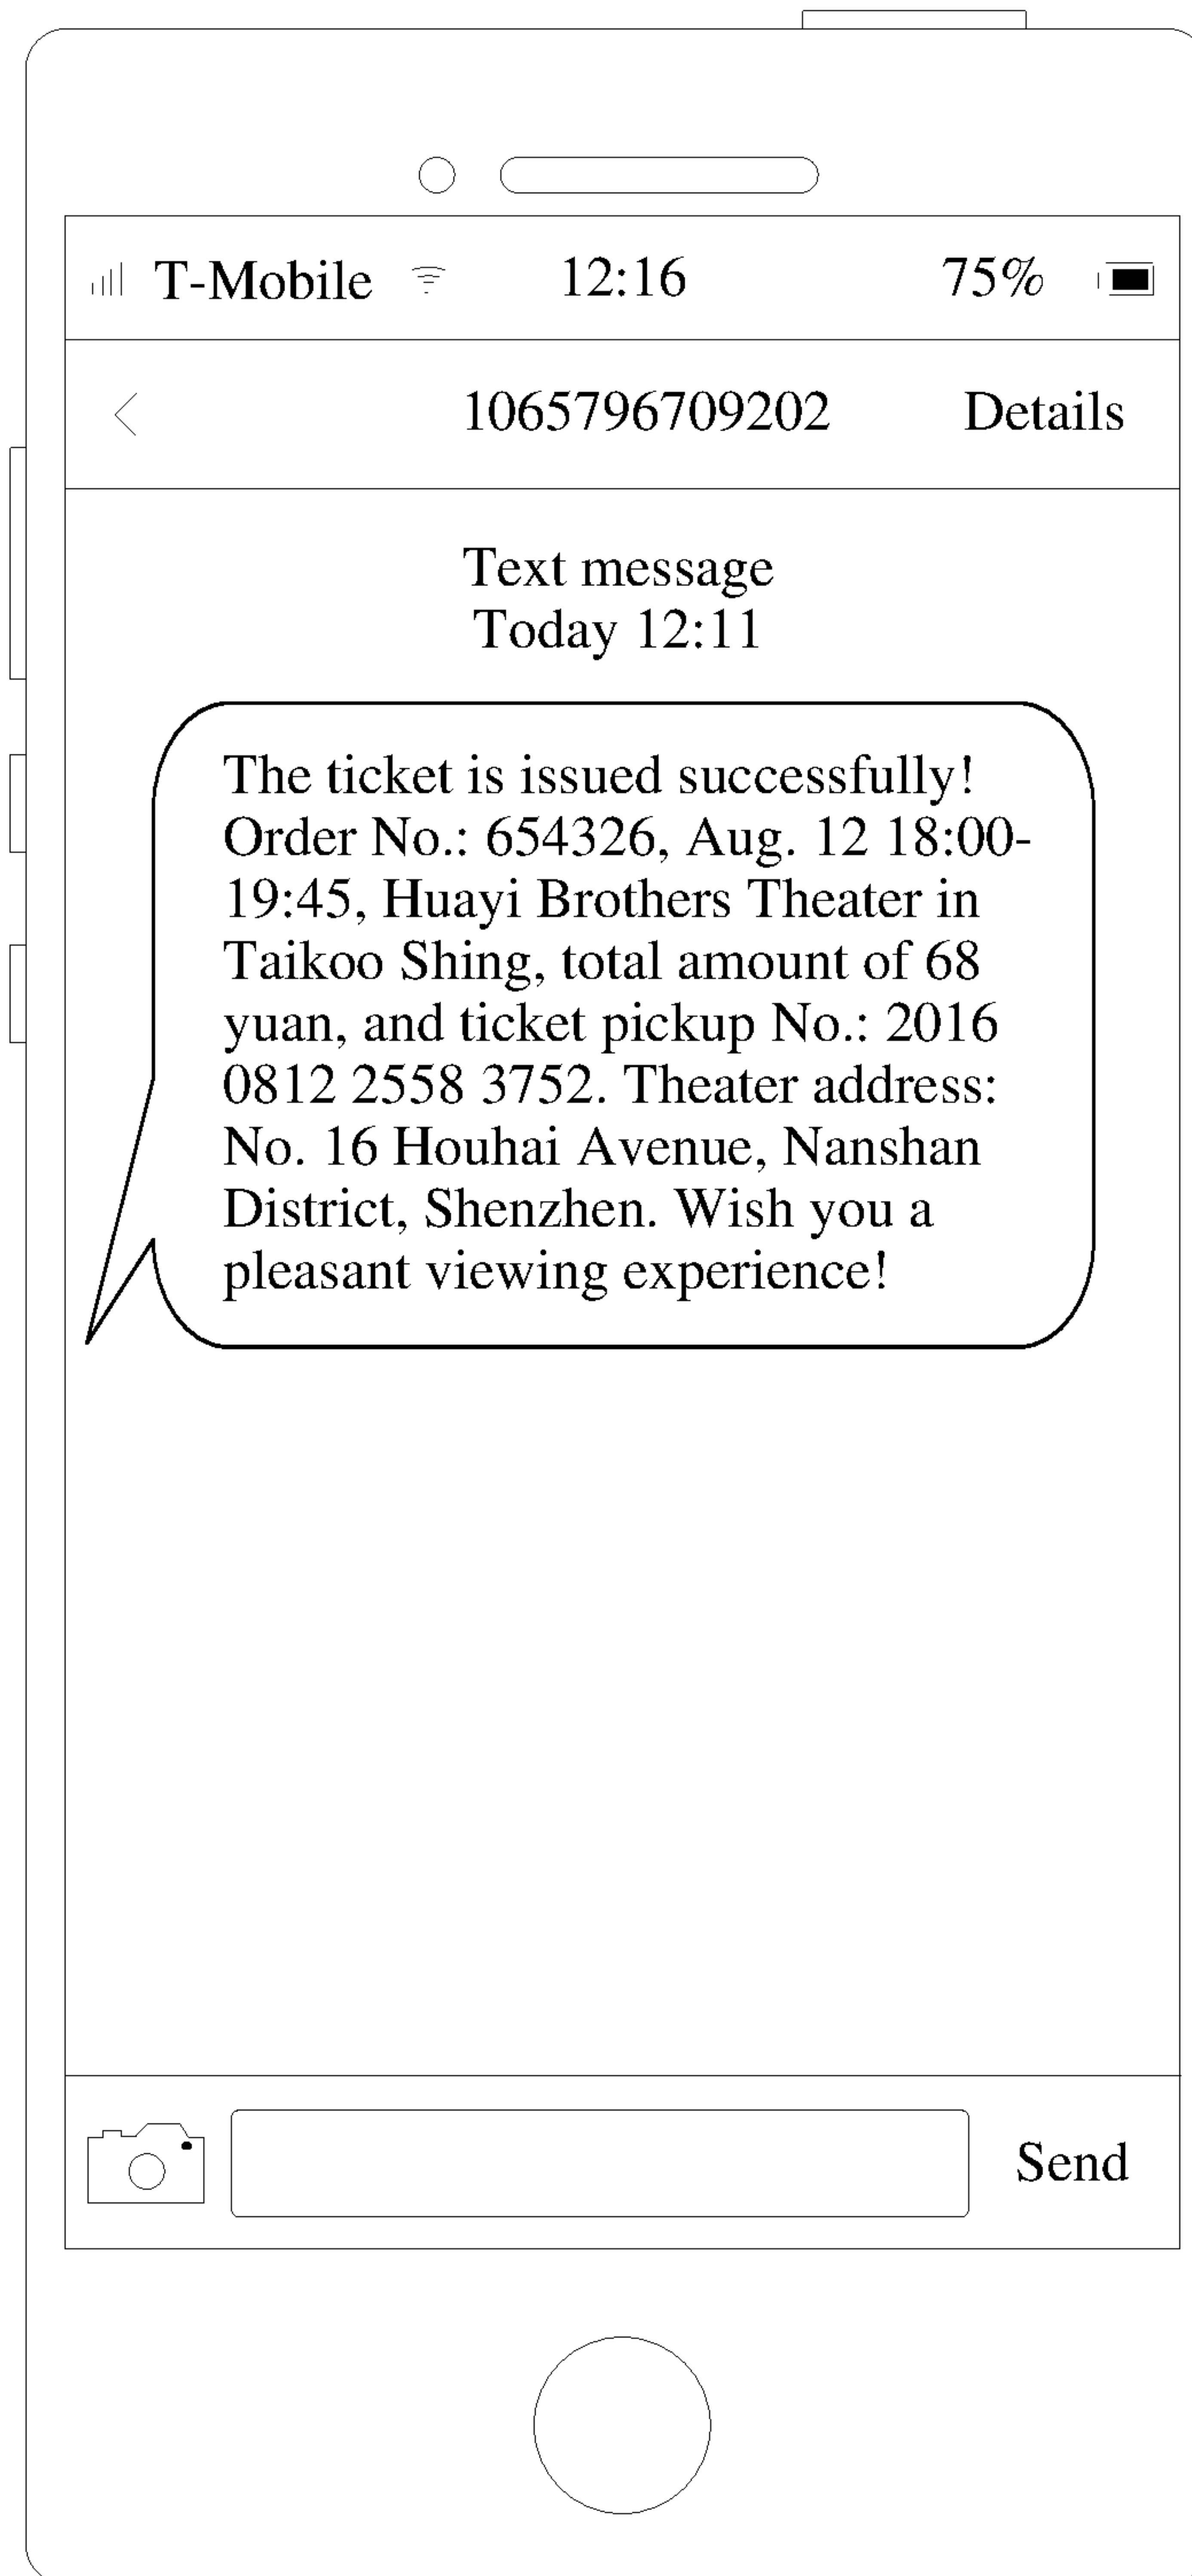 T-Mobile 12:16 75%
1065796709202 Details
Text message
Today 12:11
The ticket is issued successfully!
Order No.: 654326, Aug. 12 18:00-
19:45, Huayi Brothers Theater in
Taikoo Shing, total amount of 68
yuan, and ticket pickup No.: 2016
0812 2558 3752. Theater address:
No. 16 Houhai Avenue, Nanshan
District, Shenzhen. Wish you a
pleasant viewing experience!
Send